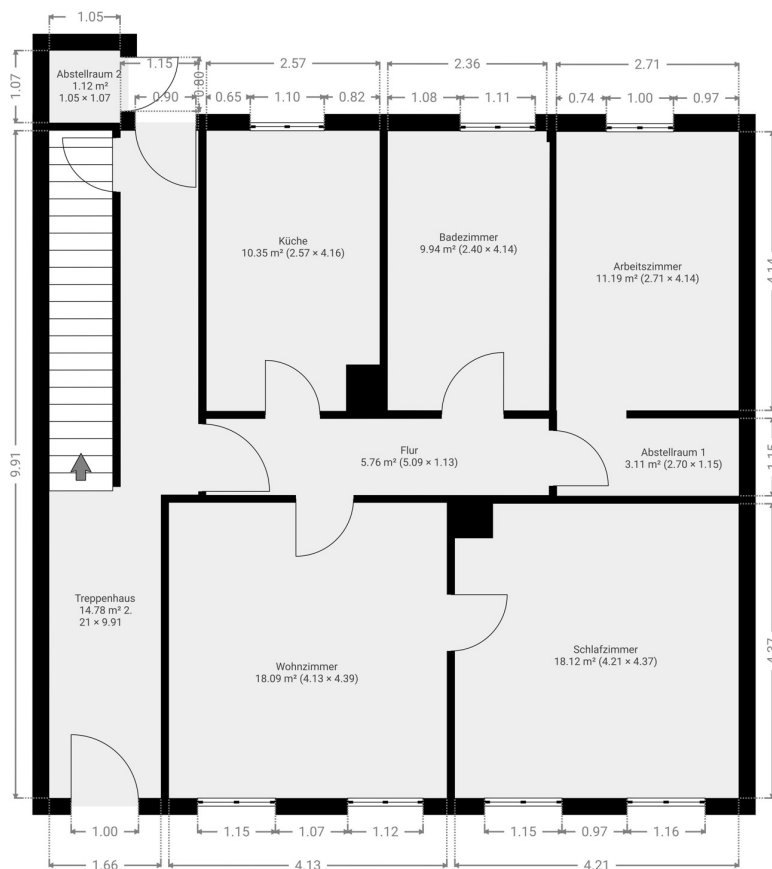 1.05
Abstellraum 2
1.12 m²
1.05 × 1.07
1.07
1.15
0.80
0.90
2.57
0.65
1.10
0.82
2.36
1.08
1.11
2.71
0.74
1.00
0.97
Küche
10.35 m² (2.57 × 4.16)
Badezimmer
9.94 m² (2.40 × 4.14)
Arbeitszimmer
11.19 m² (2.71 × 4.14)
4.14
9.91
Flur
5.76 m² (5.09 × 1.13)
Abstellraum 1
3.11 m² (2.70 × 1.15)
1.15
Treppenhaus
14.78 m² 2.
21 × 9.91
Wohnzimmer
18.09 m² (4.13 × 4.39)
Schlafzimmer
18.12 m² (4.21 × 4.37)
4.37
1.00
1.15
1.07
1.12
1.15
0.97
1.16
1.66
4.13
4.21